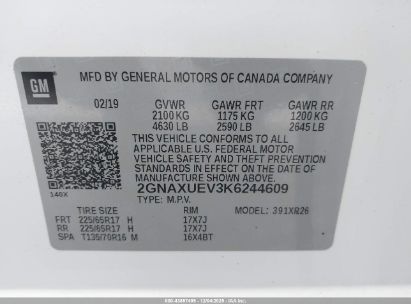 GM
MFD BY GENERAL MOTORS OF CANADA COMPANY
02/19 GVWR GAWR FRT GAWR RR
2100 KG 1175 KG 1200 KG
4630 LB 2590 LB 2645 LB
THIS VEHICLE CONFORMS TO ALL
APPLICABLE U.S. FEDERAL MOTOR
VEHICLE SAFETY AND THEFT PREVENTION
STANDARDS IN EFFECT ON THE DATE
OF MANUFACTURE SHOWN ABOVE.
2GNAXUEV3K6244609
140X
TYPE: M.P.V.
TIRE SIZE RIM MODEL: 391XR26
FRT 225/65R17 H 17X7J
RR 225/65R17 H 17X7J
SPA T135/70R16 M 16X4BT